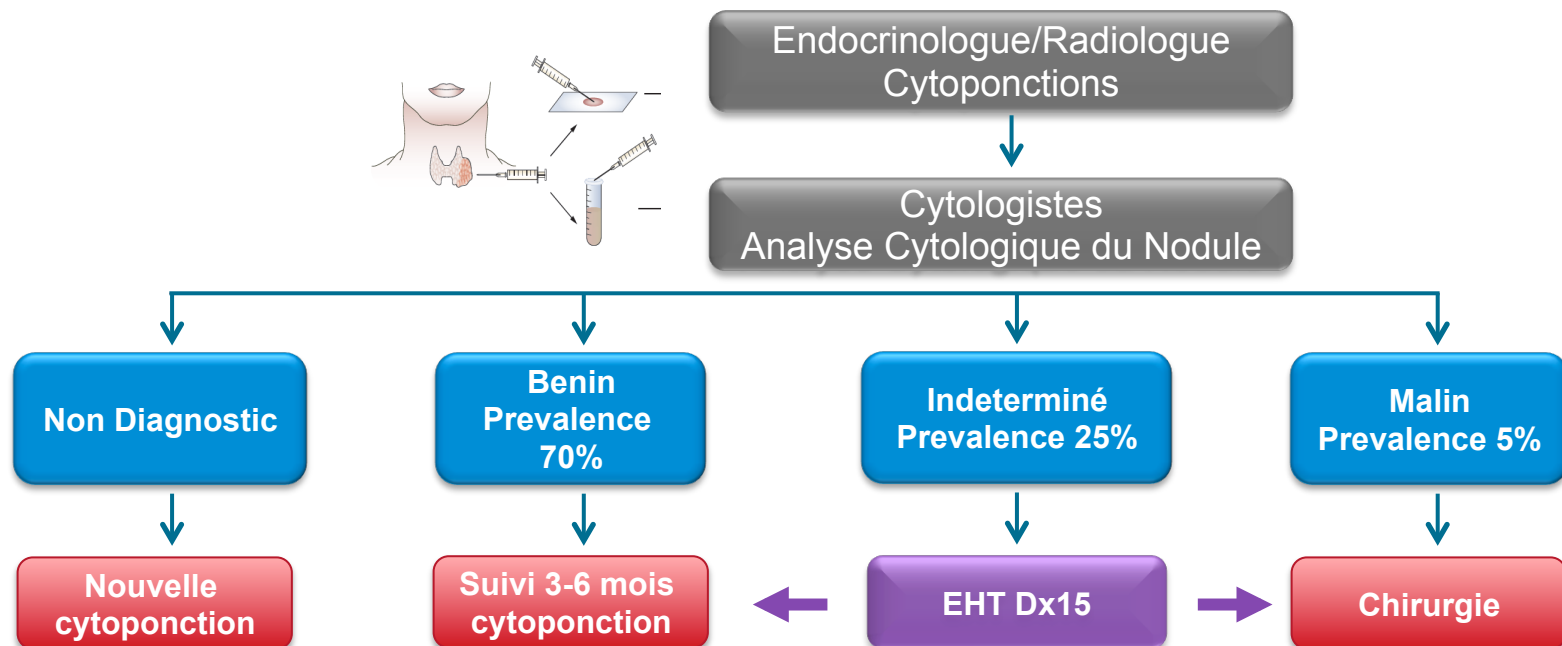 Endocrinologue/Radiologue
Cytoponctions
Cytologistes
Analyse Cytologique du Nodule
Non Diagnostic
Benin
Prevalence
70%
Indeterminé
Prevalence 25%
Malin
Prevalence 5%
Nouvelle
cytoponction
Suivi 3-6 mois
cytoponction
EHT Dx15
Chirurgie